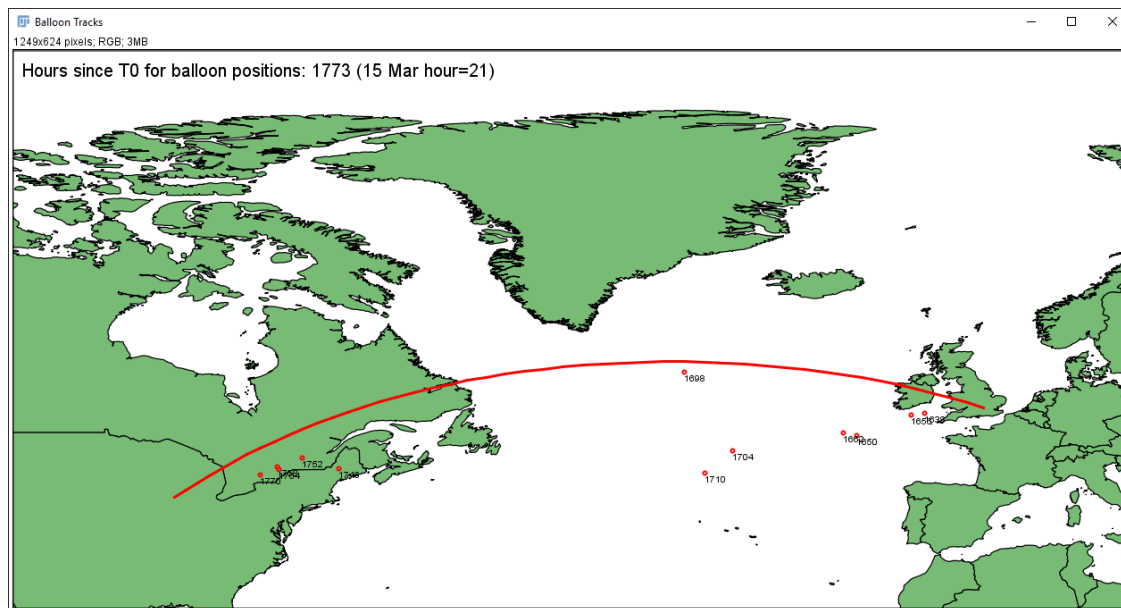 Balloon Tracks
1249x624 pixels; RGB; 3MB
Hours since T0 for balloon positions: 1773 (15 Mar hour=21)
1698
1656
1650
1704
1710
1752
1770